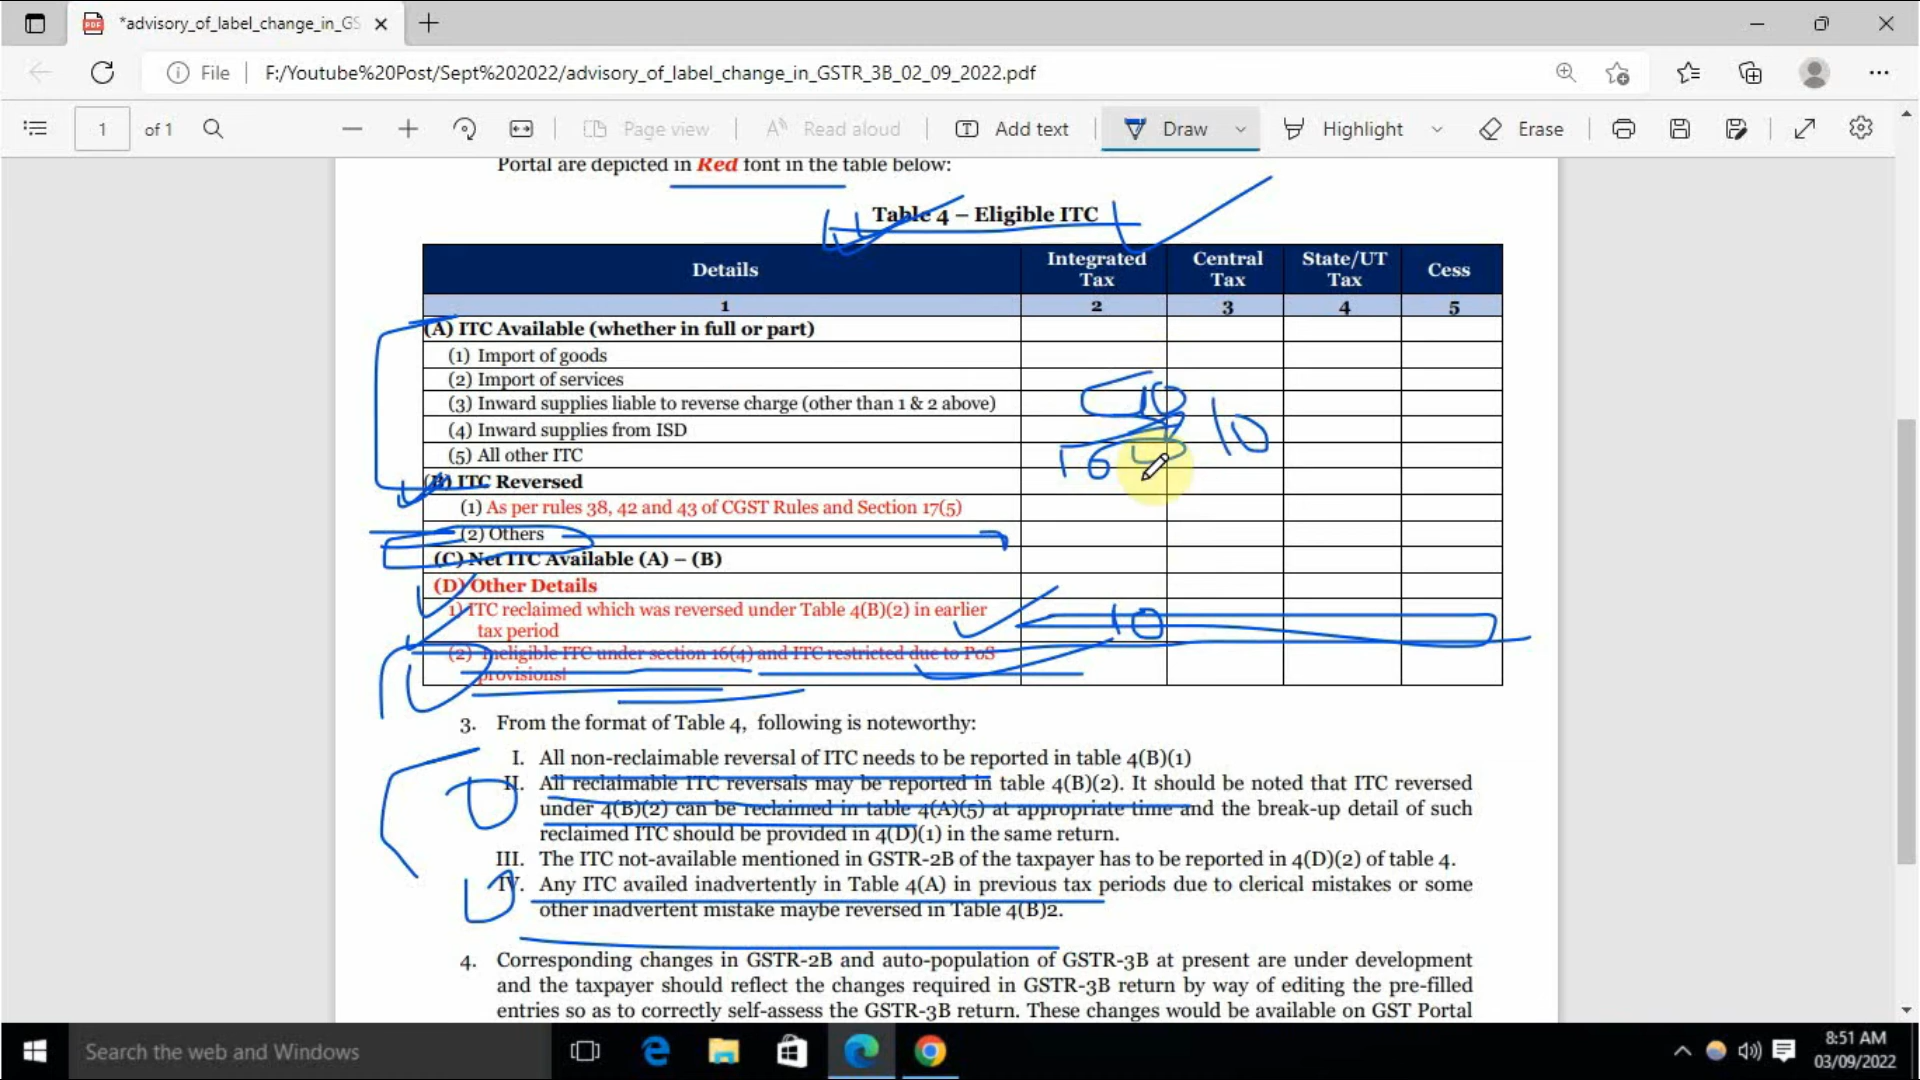 *advisory_of_label_change_in_GS
File F:/Youtube%20Post/Sept%202022/advisory_of_label_change_in_GSTR_3B_02_09_2022.pdf
1 of 1 Page view Read aloud Add text Draw Highlight Erase
Portal are depicted in Red font in the table below:
Table 4 – Eligible ITC
Details Integrated Tax Central Tax State/UT Tax Cess
1 2 3 4 5
(A) ITC Available (whether in full or part)
(1) Import of goods
(2) Import of services
(3) Inward supplies liable to reverse charge (other than 1 & 2 above)
(4) Inward supplies from ISD
(5) All other ITC
10
10
(B) ITC Reversed
(1) As per rules 38, 42 and 43 of CGST Rules and Section 17(5)
(2) Others
(C) Net ITC Available (A) – (B)
(D) Other Details
1) ITC reclaimed which was reversed under Table 4(B)(2) in earlier
tax period
10
(2) Ineligible ITC under section 16(4) and ITC restricted due to PoS
provisions!
3. From the format of Table 4, following is noteworthy:
I. All non-reclaimable reversal of ITC needs to be reported in table 4(B)(1)
II. All reclaimable ITC reversals may be reported in table 4(B)(2). It should be noted that ITC reversed
under 4(B)(2) can be reclaimed in table 4(A)(5) at appropriate time and the break-up detail of such
reclaimed ITC should be provided in 4(D)(1) in the same return.
III. The ITC not-available mentioned in GSTR-2B of the taxpayer has to be reported in 4(D)(2) of table 4.
IV. Any ITC availed inadvertently in Table 4(A) in previous tax periods due to clerical mistakes or some
other inadvertent mistake maybe reversed in Table 4(B)2.
4. Corresponding changes in GSTR-2B and auto-population of GSTR-3B at present are under development
and the taxpayer should reflect the changes required in GSTR-3B return by way of editing the pre-filled
entries so as to correctly self-assess the GSTR-3B return. These changes would be available on GST Portal
Search the web and Windows
8:51 AM
03/09/2022